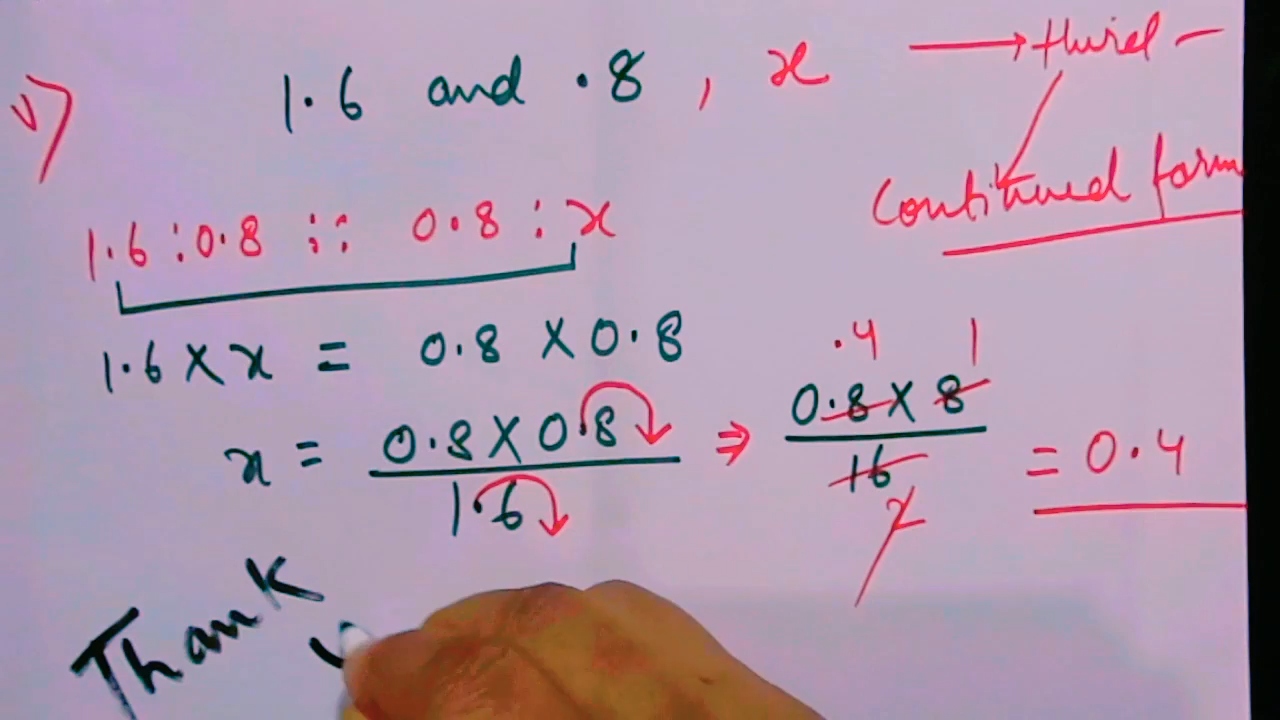 v) 1.6 and .8 , x → third -
Continued form
1.6 : 0.8 :: 0.8 : x
1.6 × x = 0.8 × 0.8
x = 0.8 × 0.8 / 1.6 ⇒ 0.8 × 8 / 16 = 0.4
.4 1
2
Thank